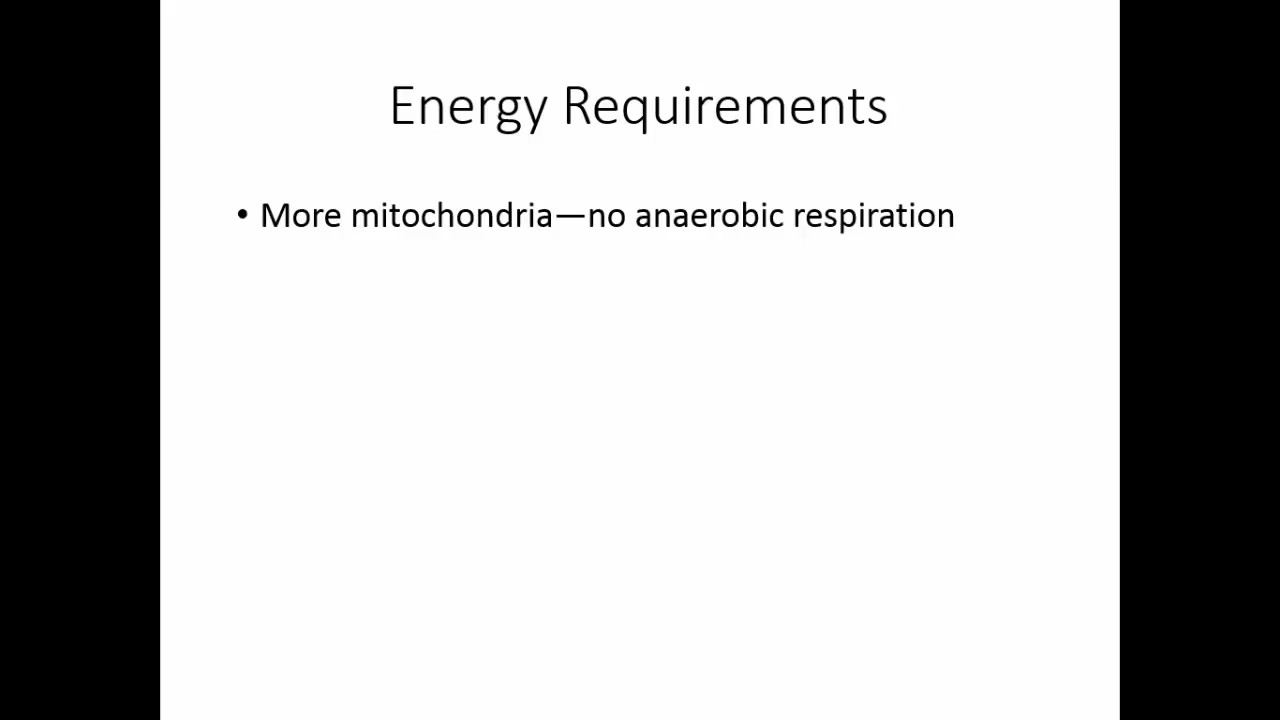 Energy Requirements
• More mitochondria—no anaerobic respiration